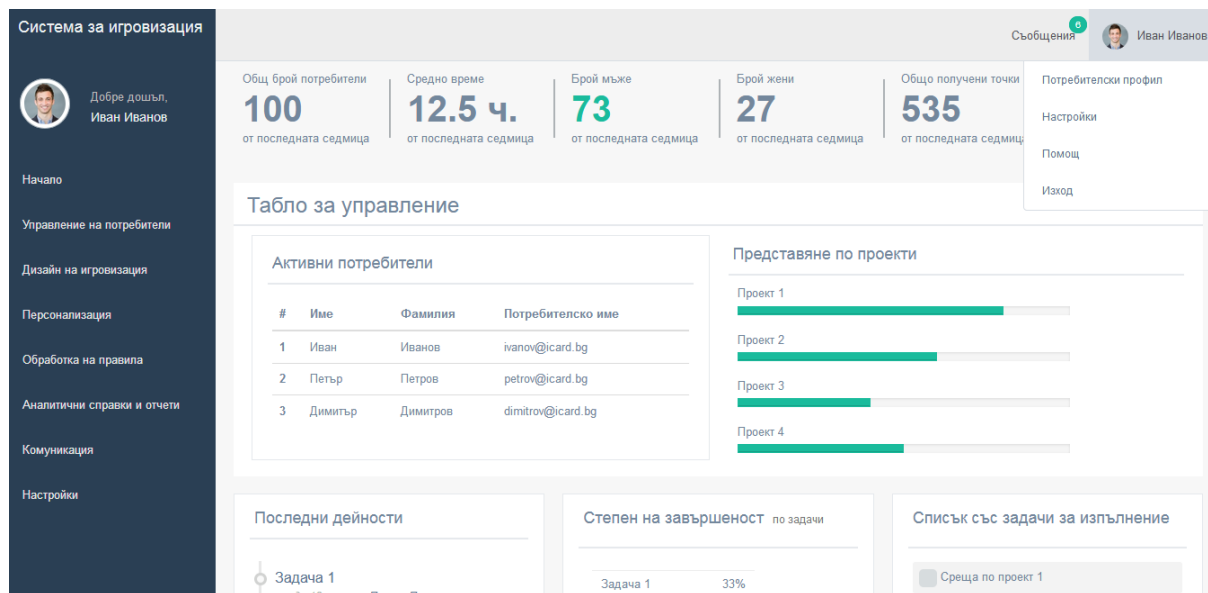 Система за игровизация
Съобщения
6
Иван Иванов
Добре дошъл,
Иван Иванов
Начало
Управление на потребители
Дизайн на игровизация
Персонализация
Обработка на правила
Аналитични справки и отчети
Комуникация
Настройки
Общ брой потребители
100
от последната седмица
Средно време
12.5 ч.
от последната седмица
Брой мъже
73
от последната седмица
Брой жени
27
от последната седмица
Общо получени точки
535
от последната седмица
Потребителски профил
Настройки
Помощ
Изход
Табло за управление
Активни потребители
# Име Фамилия Потребителско име
1 Иван Иванов ivanov@icard.bg
2 Петър Петров petrov@icard.bg
3 Димитър Димитров dimitrov@icard.bg
Представяне по проекти
Проект 1
Проект 2
Проект 3
Проект 4
Последни дейности
Задача 1
Степен на завършеност по задачи
Задача 1 33%
Списък със задачи за изпълнение
Среща по проект 1